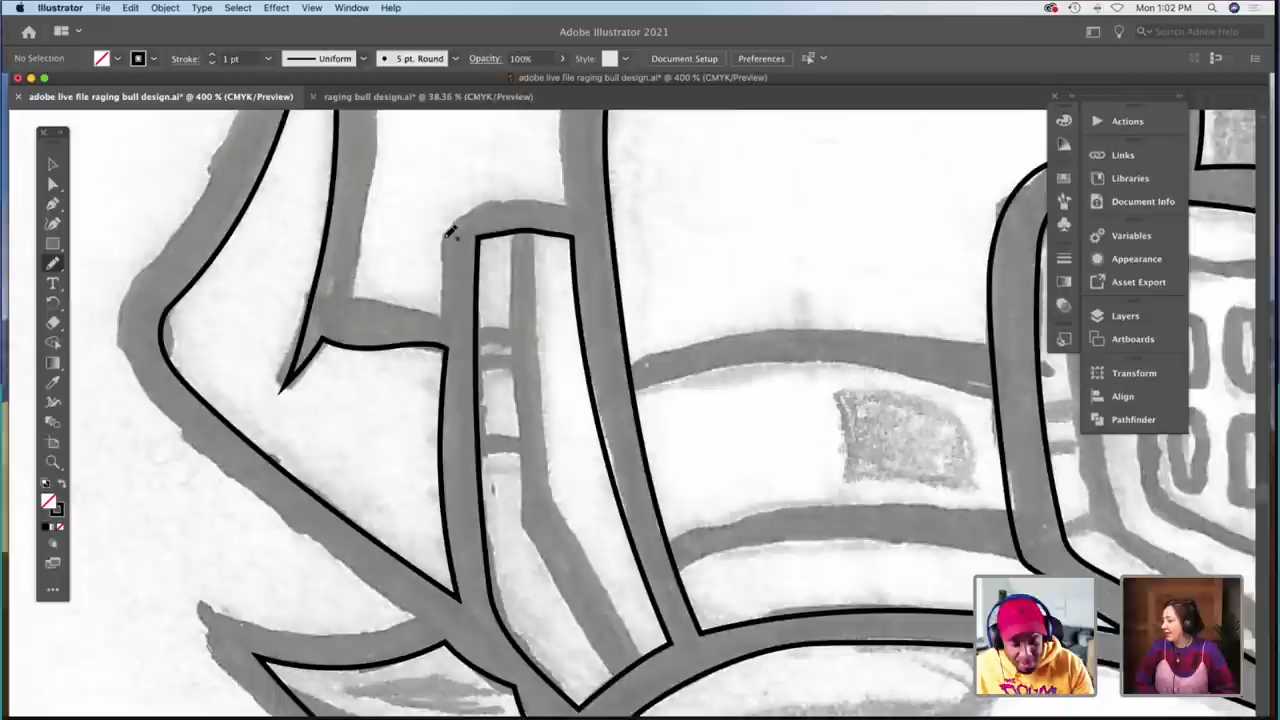 Illustrator File Edit Object Type Select Effect View Window Help Mon 1:02 PM
Adobe Illustrator 2021 Search Adobe Help
No Selection Stroke: 1 pt Uniform 5 pt. Round Opacity: 100% Style: Document Setup Preferences
adobe live file raging bull design.ai* @ 400 % (CMYK/Preview)
adobe live file raging bull design.ai* @ 400 % (CMYK/Preview) raging bull design.ai* @ 38.36 % (CMYK/Preview)
Actions
Links
Libraries
Document Info
Variables
Appearance
Asset Export
Layers
Artboards
Transform
Align
Pathfinder